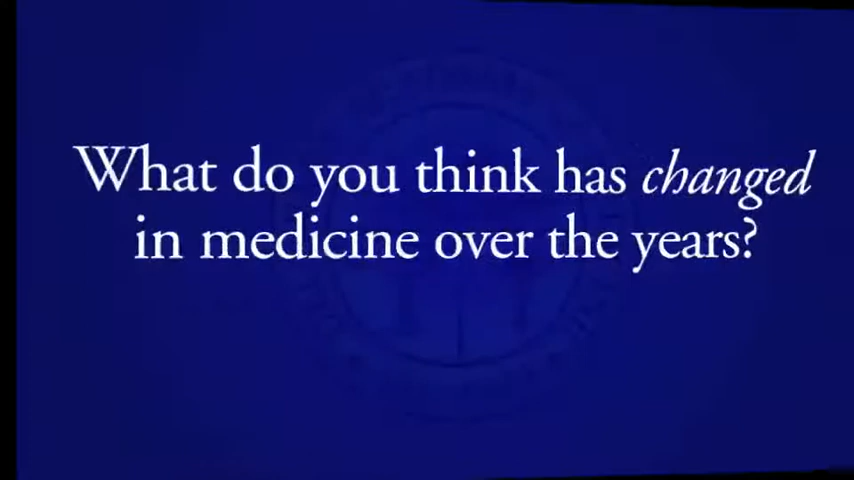 What do you think has changed
in medicine over the years?